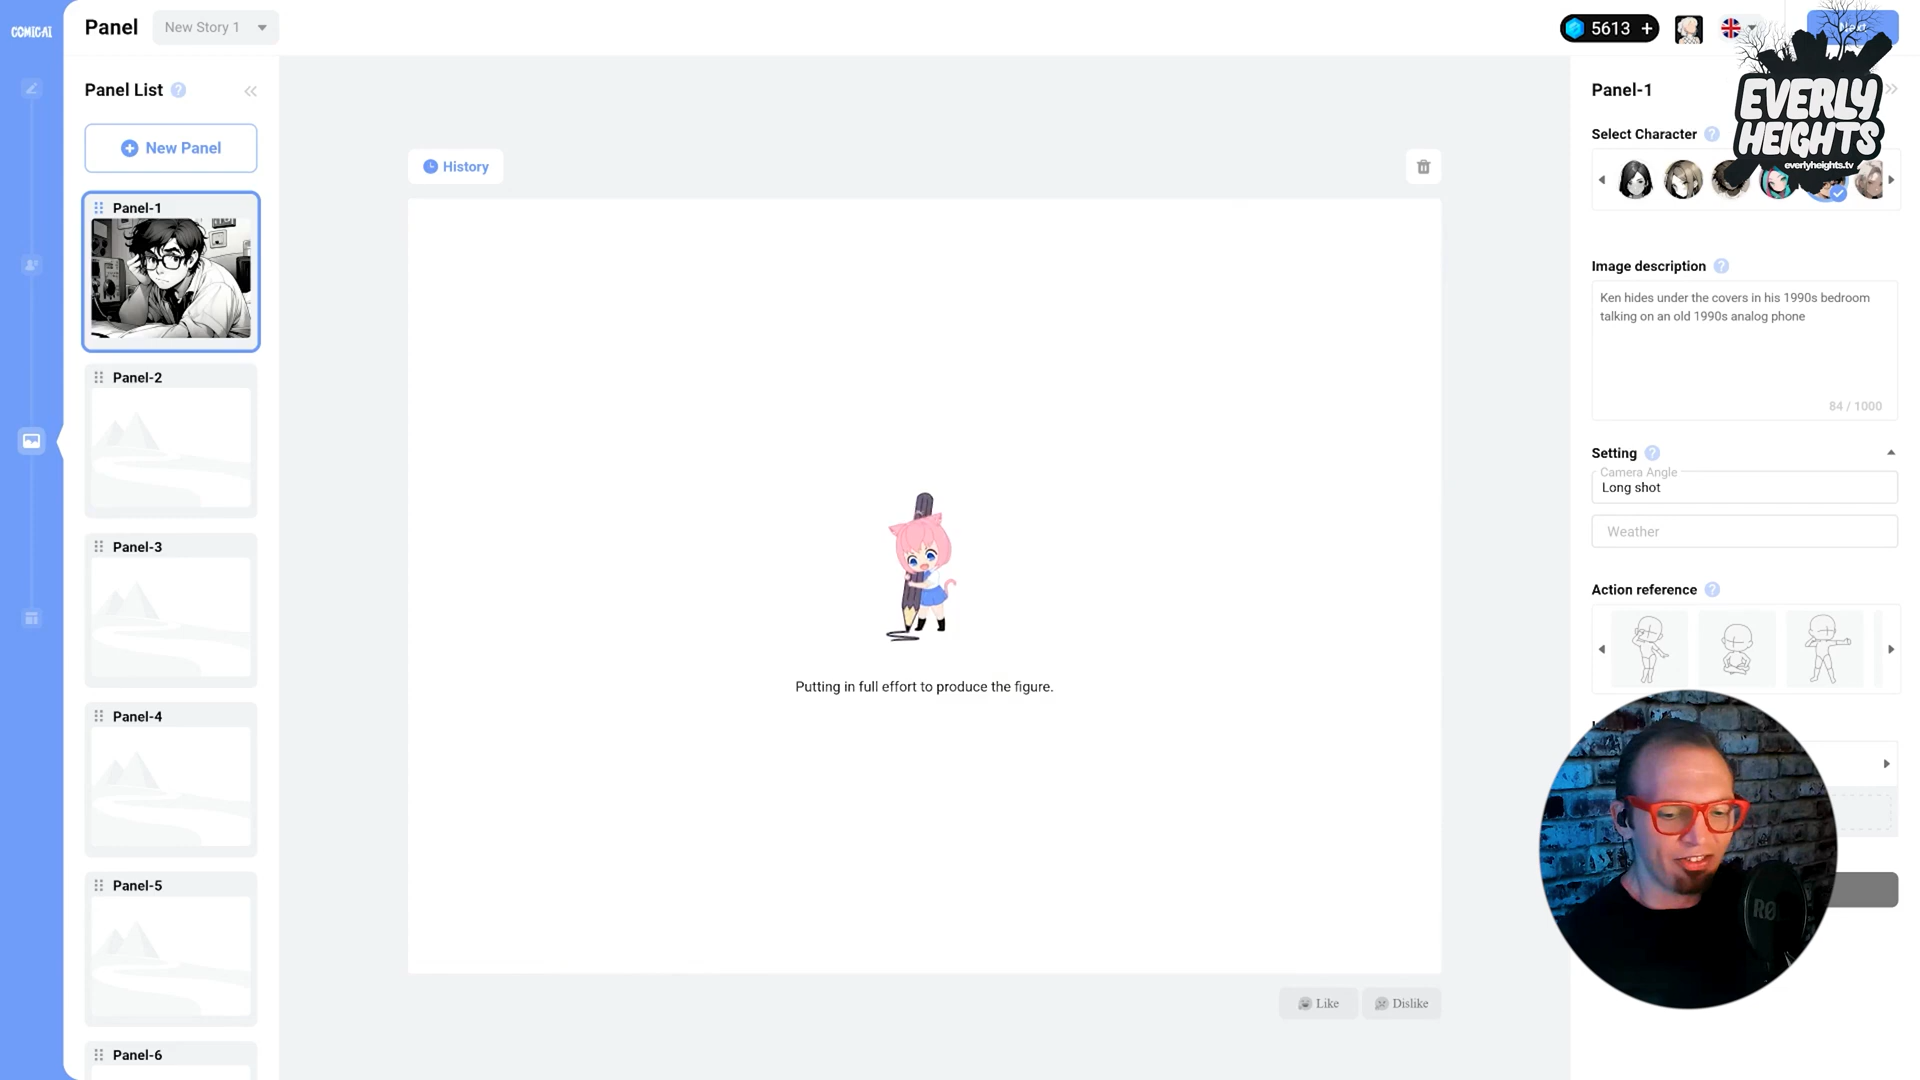 COMICAI
Panel
New Story 1
5613 +
EVERLY
HEIGHTS
everlyheights.tv
Panel List ?
New Panel
Panel-1
Panel-2
Panel-3
Panel-4
Panel-5
Panel-6
History
Putting in full effort to produce the figure.
Like
Dislike
Panel-1
Select Character ?
Image description ?
Ken hides under the covers in his 1990s bedroom
talking on an old 1990s analog phone
84 / 1000
Setting ?
Camera Angle
Long shot
Weather
Action reference ?
RØ